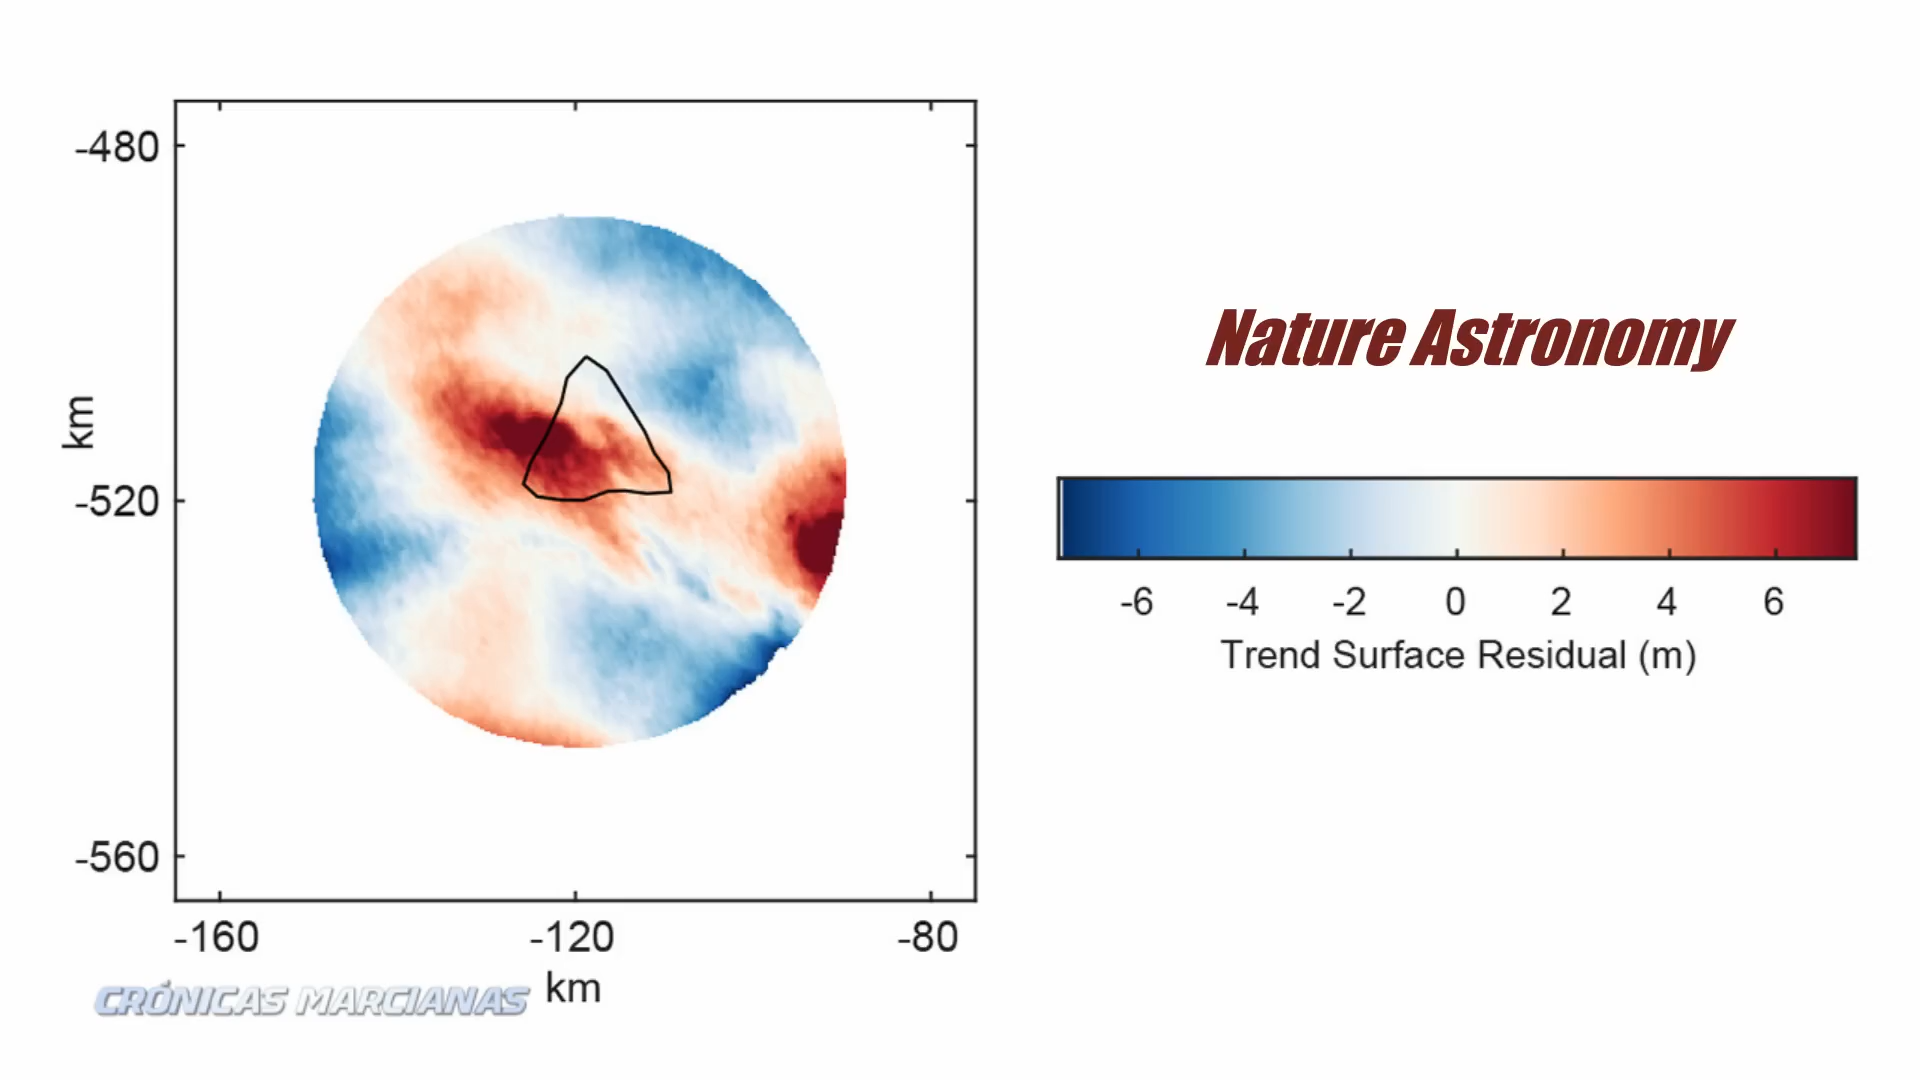 -480
-520
-560
km
-160
-120
-80
km
Nature Astronomy
-6
-4
-2
0
2
4
6
Trend Surface Residual (m)
CRÓNICAS MARCIANAS